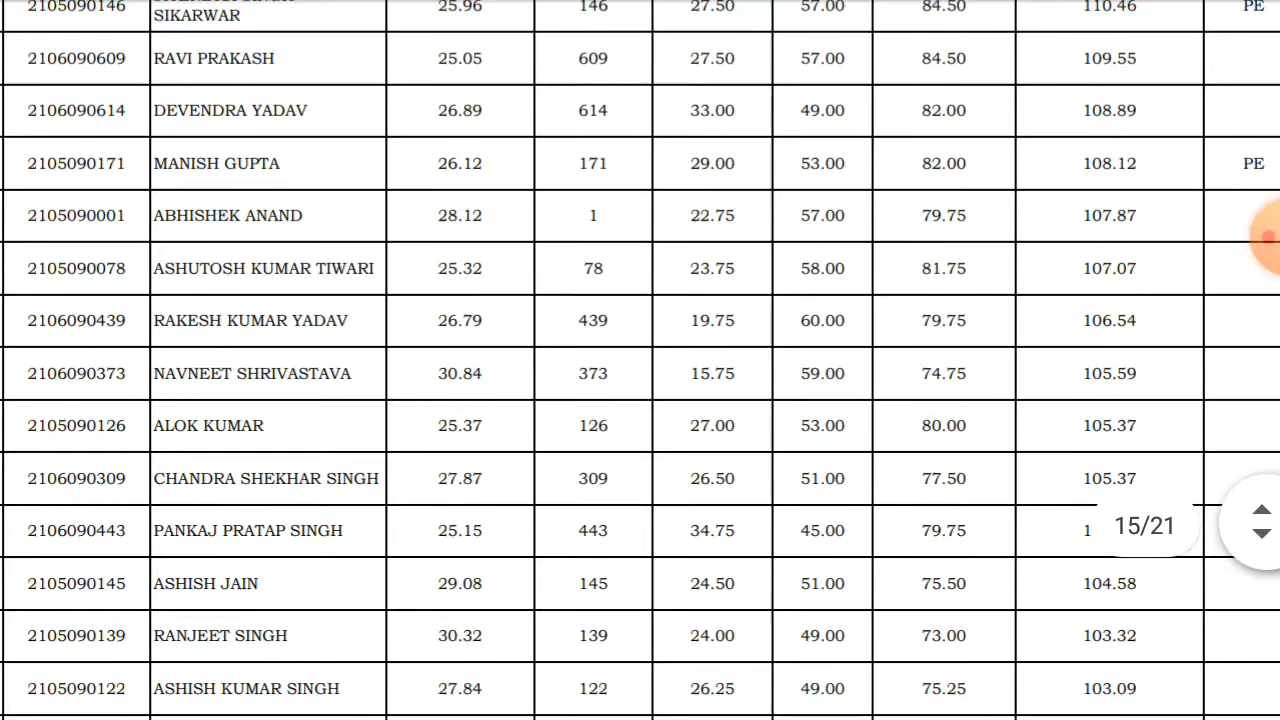 2105090146 SIKARWAR 25.96 146 27.50 57.00 84.50 110.46 PE
2106090609 RAVI PRAKASH 25.05 609 27.50 57.00 84.50 109.55
2106090614 DEVENDRA YADAV 26.89 614 33.00 49.00 82.00 108.89
2105090171 MANISH GUPTA 26.12 171 29.00 53.00 82.00 108.12 PE
2105090001 ABHISHEK ANAND 28.12 1 22.75 57.00 79.75 107.87
2105090078 ASHUTOSH KUMAR TIWARI 25.32 78 23.75 58.00 81.75 107.07
2106090439 RAKESH KUMAR YADAV 26.79 439 19.75 60.00 79.75 106.54
2106090373 NAVNEET SHRIVASTAVA 30.84 373 15.75 59.00 74.75 105.59
2105090126 ALOK KUMAR 25.37 126 27.00 53.00 80.00 105.37
2106090309 CHANDRA SHEKHAR SINGH 27.87 309 26.50 51.00 77.50 105.37
2106090443 PANKAJ PRATAP SINGH 25.15 443 34.75 45.00 79.75 15/21
2105090145 ASHISH JAIN 29.08 145 24.50 51.00 75.50 104.58
2105090139 RANJEET SINGH 30.32 139 24.00 49.00 73.00 103.32
2105090122 ASHISH KUMAR SINGH 27.84 122 26.25 49.00 75.25 103.09